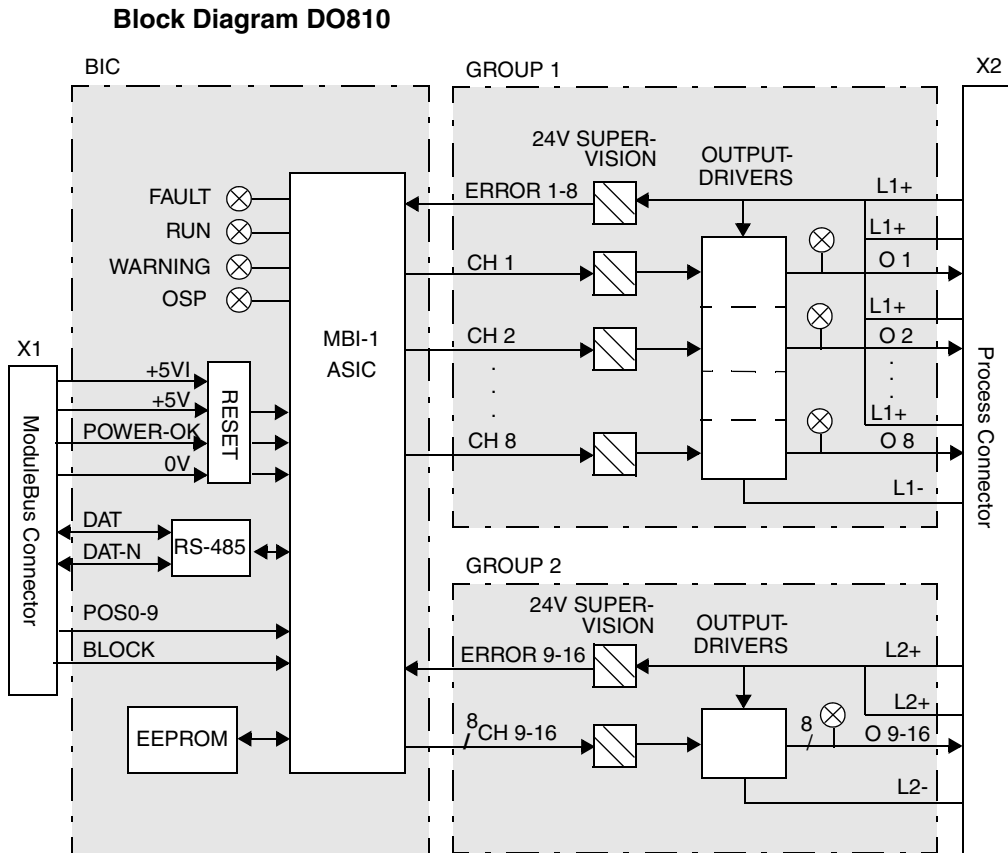 Block Diagram DO810
BIC
GROUP 1
X2
24V SUPER-
VISION
OUTPUT-
DRIVERS
FAULT
RUN
WARNING
OSP
ERROR 1-8
L1+
L1+
CH 1
O 1
L1+
CH 2
O 2
.
.
.
.
.
.
L1+
CH 8
O 8
L1-
MBI-1
ASIC
X1
+5VI
+5V
POWER-OK
0V
RESET
DAT
DAT-N
RS-485
POS0-9
BLOCK
EEPROM
ModuleBus Connector
Process Connector
GROUP 2
24V SUPER-
VISION
OUTPUT-
DRIVERS
ERROR 9-16
L2+
L2+
8
CH 9-16
8
O 9-16
L2-